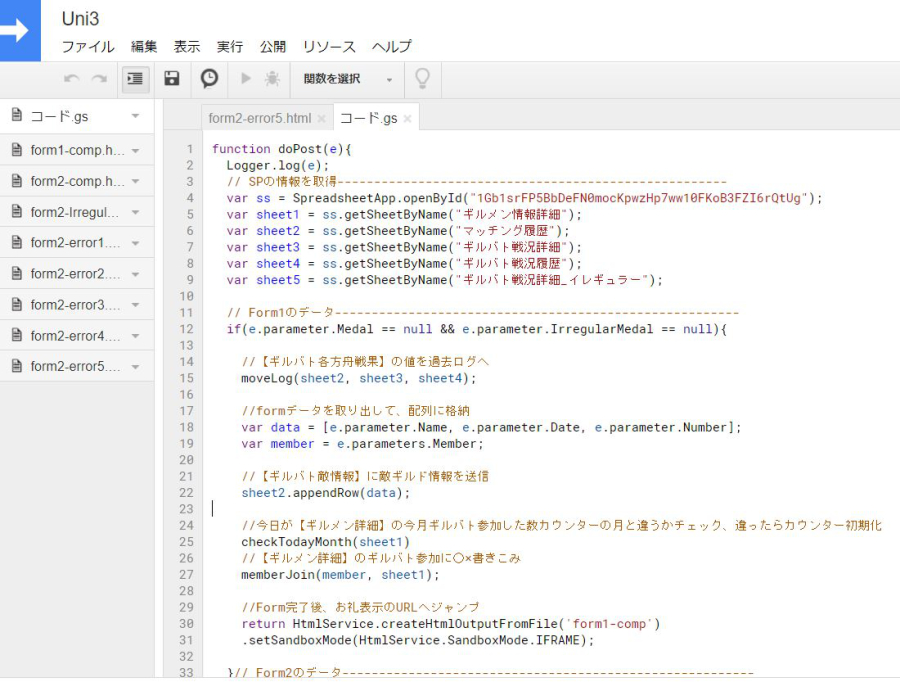 Uni3
ファイル 編集 表示 実行 公開 リソース ヘルプ
関数を選択
コード.gs
form1-comp.h...
form2-comp.h...
form2-Irregul...
form2-error1....
form2-error2....
form2-error3....
form2-error4....
form2-error5....
form2-error5.html × コード.gs ×
1 function doPost(e){
2 Logger.log(e);
3 // SPの情報を取得-----------------------------------------------------
4 var ss = SpreadsheetApp.openById("1Gb1srFP5BbDeFN0mocKpwzHp7ww10FKoB3FZI6rQtUg");
5 var sheet1 = ss.getSheetByName("ギルメン情報詳細");
6 var sheet2 = ss.getSheetByName("マッチング履歴");
7 var sheet3 = ss.getSheetByName("ギルバト戦況詳細");
8 var sheet4 = ss.getSheetByName("ギルバト戦況履歴");
9 var sheet5 = ss.getSheetByName("ギルバト戦況詳細_イレギュラー");
10
11 // Form1のデータ-------------------------------------------------------
12 if(e.parameter.Medal == null && e.parameter.IrregularMedal == null){
13
14 //【ギルバト各方舟戦果】の値を過去ログへ
15 moveLog(sheet2, sheet3, sheet4);
16
17 //formデータを取り出して、配列に格納
18 var data = [e.parameter.Name, e.parameter.Date, e.parameter.Number];
19 var member = e.parameters.Member;
20
21 //【ギルバト敵情報】に敵ギルド情報を送信
22 sheet2.appendRow(data);
23
24 //今日が【ギルメン詳細】の今月ギルバト参加した数カウンターの月と違うかチェック、違ったらカウンター初期化
25 checkTodayMonth(sheet1)
26 //【ギルメン詳細】のギルバト参加に〇×書きこみ
27 memberJoin(member, sheet1);
28
29 //Form完了後、お礼表示のURLへジャンプ
30 return HtmlService.createHtmlOutputFromFile('form1-comp')
31 .setSandboxMode(HtmlService.SandboxMode.IFRAME);
32
33 }// Form2のデータ--------------------------------------------------------